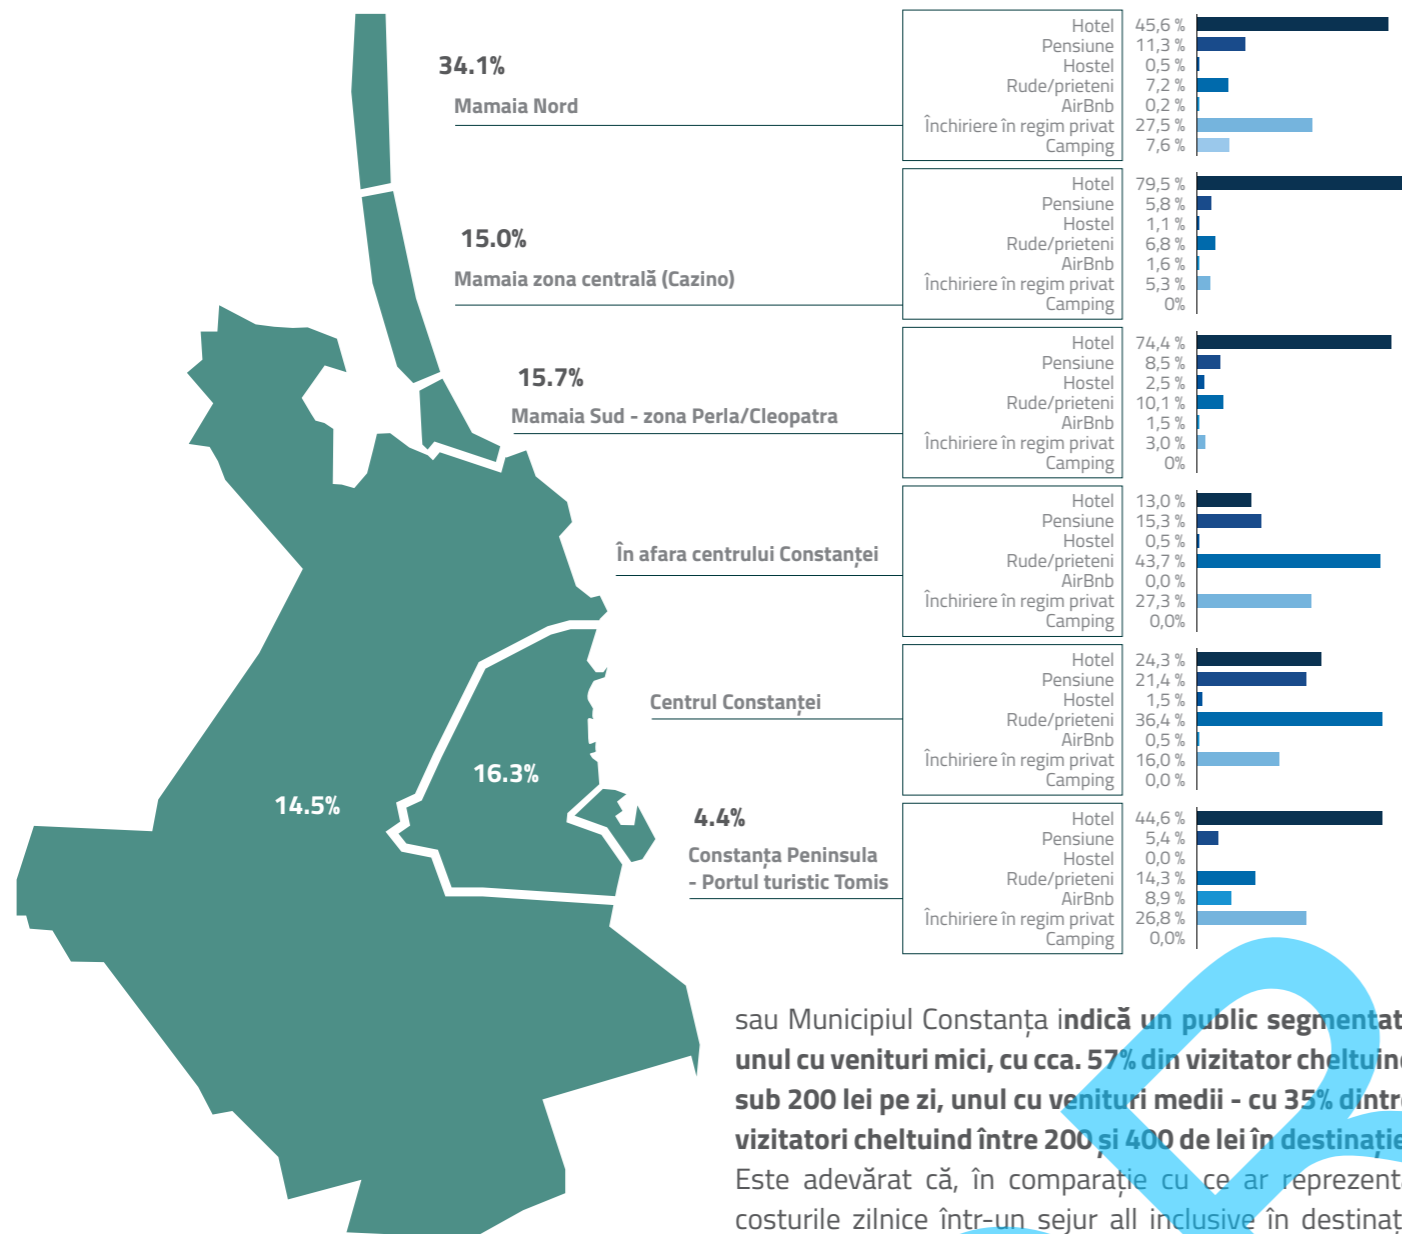 34.1%
Mamaia Nord
Hotel 45,6 %
Pensiune 11,3 %
Hostel 0,5 %
Rude/prieteni 7,2 %
AirBnb 0,2 %
Închiriere în regim privat 27,5 %
Camping 7,6 %
15.0%
Mamaia zona centrală (Cazino)
Hotel 79,5 %
Pensiune 5,8 %
Hostel 1,1 %
Rude/prieteni 6,8 %
AirBnb 1,6 %
Închiriere în regim privat 5,3 %
Camping 0%
15.7%
Mamaia Sud - zona Perla/Cleopatra
Hotel 74,4 %
Pensiune 8,5 %
Hostel 2,5 %
Rude/prieteni 10,1 %
AirBnb 1,5 %
Închiriere în regim privat 3,0 %
Camping 0%
În afara centrului Constanței
Hotel 13,0 %
Pensiune 15,3 %
Hostel 0,5 %
Rude/prieteni 43,7 %
AirBnb 0,0 %
Închiriere în regim privat 27,3 %
Camping 0,0%
14.5%
Centrul Constanței
16.3%
Hotel 24,3 %
Pensiune 21,4 %
Hostel 1,5 %
Rude/prieteni 36,4 %
AirBnb 0,5 %
Închiriere în regim privat 16,0 %
Camping 0,0 %
4.4%
Constanța Peninsula
- Portul turistic Tomis
Hotel 44,6 %
Pensiune 5,4 %
Hostel 0,0 %
Rude/prieteni 14,3 %
AirBnb 8,9 %
Închiriere în regim privat 26,8 %
Camping 0,0%
sau Municipiul Constanța indică un public segmentat
unul cu venituri mici, cu cca. 57% din vizitator cheltuind
sub 200 lei pe zi, unul cu venituri medii - cu 35% dintre
vizitatori cheltuind între 200 și 400 de lei în destinație
Este adevărat că, în comparație cu ce ar reprezenta
costurile zilnice într-un sejur all inclusive în destinaț